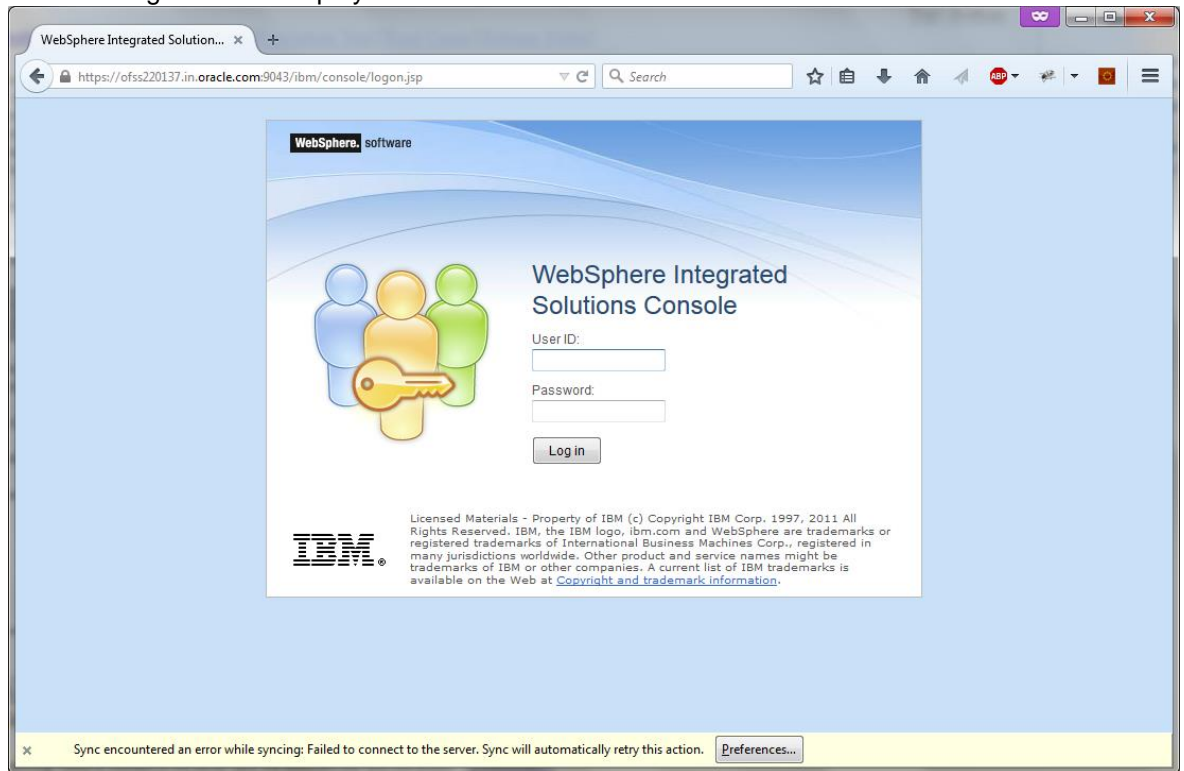 WebSphere Integrated Solution... × +
https://ofss220137.in.oracle.com:9043/ibm/console/logon.jsp
Search
ABP
WebSphere. software
WebSphere Integrated
Solutions Console
User ID:
Password:
Log in
IBM®
Licensed Materials - Property of IBM (c) Copyright IBM Corp. 1997, 2011 All
Rights Reserved. IBM, the IBM logo, ibm.com and WebSphere are trademarks or
registered trademarks of International Business Machines Corp., registered in
many jurisdictions worldwide. Other product and service names might be
trademarks of IBM or other companies. A current list of IBM trademarks is
available on the Web at Copyright and trademark information.
× Sync encountered an error while syncing: Failed to connect to the server. Sync will automatically retry this action. Preferences...